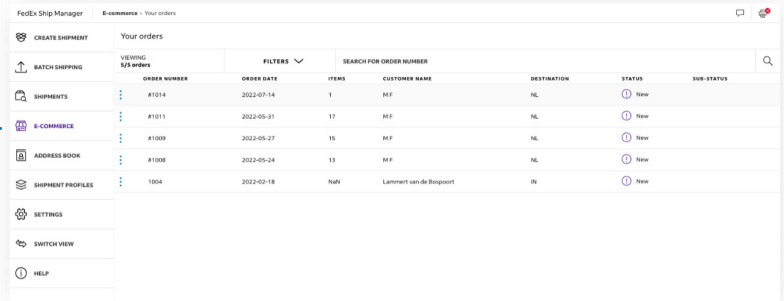 FedEx Ship Manager
E-commerce › Your orders
CREATE SHIPMENT
BATCH SHIPPING
SHIPMENTS
E-COMMERCE
ADDRESS BOOK
SHIPMENT PROFILES
SETTINGS
SWITCH VIEW
HELP
Your orders
VIEWING
5/5 orders
FILTERS
SEARCH FOR ORDER NUMBER
ORDER NUMBER ORDER DATE ITEMS CUSTOMER NAME DESTINATION STATUS SUB-STATUS
#1014 2022-07-14 1 M F NL New
#1011 2022-05-31 17 M F NL New
#1009 2022-05-27 15 M F NL New
#1008 2022-05-24 13 M F NL New
1004 2022-02-18 NaN Lammert van de Bospoort IN New